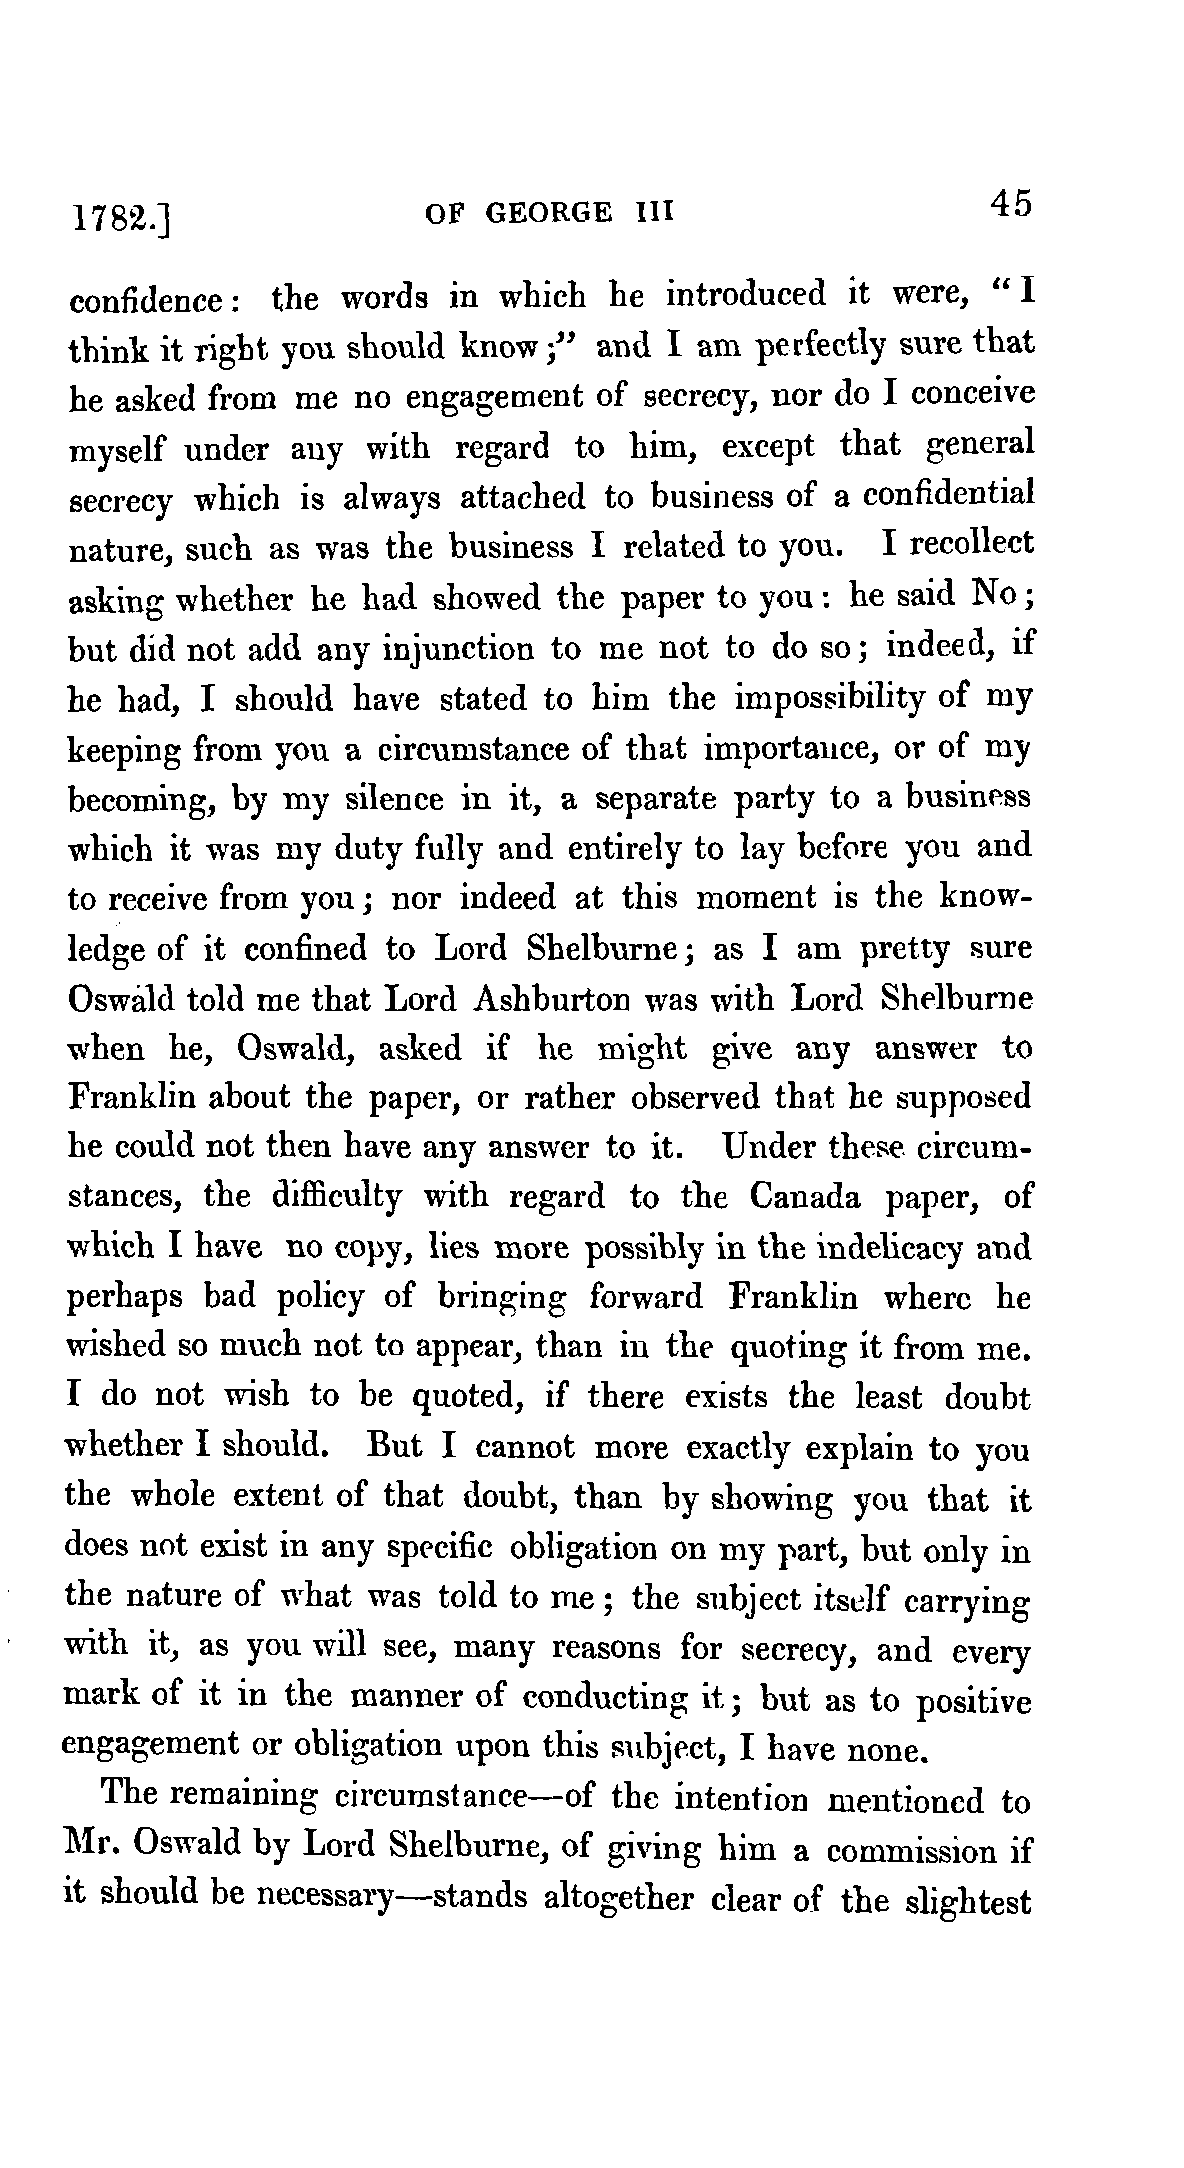 1782.] OF GEORGE III 45
confidence: the words in which he introduced it were, "I
think it right you should know;" and I am perfectly sure that
he asked from me no engagement of secrecy, nor do I conceive
myself under any with regard to him, except that general
secrecy which is always attached to business of a confidential
nature, such as was the business I related to you. I recollect
asking whether he had showed the paper to you: he said No;
but did not add any injunction to me not to do so; indeed, if
he had, I should have stated to him the impossibility of my
keeping from you a circumstance of that importance, or of my
becoming, by my silence in it, a separate party to a business
which it was my duty fully and entirely to lay before you and
to receive from you; nor indeed at this moment is the know-
ledge of it confined to Lord Shelburne; as I am pretty sure
Oswald told me that Lord Ashburton was with Lord Shelburne
when he, Oswald, asked if he might give any answer to
Franklin about the paper, or rather observed that he supposed
he could not then have any answer to it. Under these circum-
stances, the difficulty with regard to the Canada paper, of
which I have no copy, lies more possibly in the indelicacy and
perhaps bad policy of bringing forward Franklin where he
wished so much not to appear, than in the quoting it from me.
I do not wish to be quoted, if there exists the least doubt
whether I should. But I cannot more exactly explain to you
the whole extent of that doubt, than by showing you that it
does not exist in any specific obligation on my part, but only in
the nature of what was told to me; the subject itself carrying
with it, as you will see, many reasons for secrecy, and every
mark of it in the manner of conducting it; but as to positive
engagement or obligation upon this subject, I have none.
The remaining circumstance—of the intention mentioned to
Mr. Oswald by Lord Shelburne, of giving him a commission if
it should be necessary—stands altogether clear of the slightest